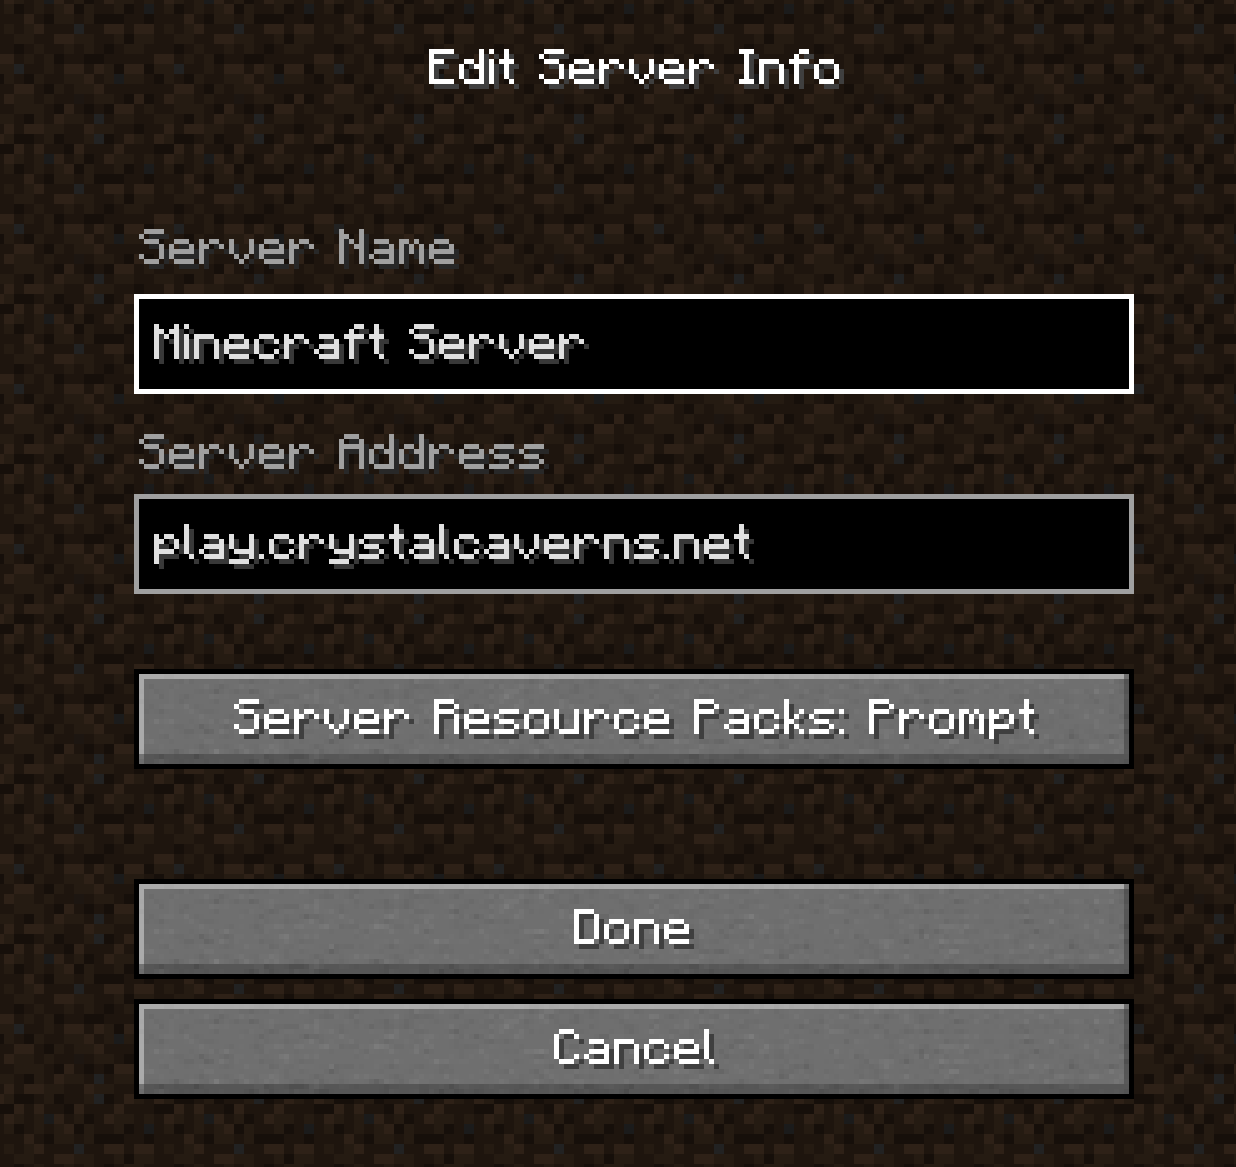 Edit Server Info
Server Name
Minecraft Server
Server Address
play.crystalcaverns.net
Server Resource Packs: Prompt
Done
Cancel